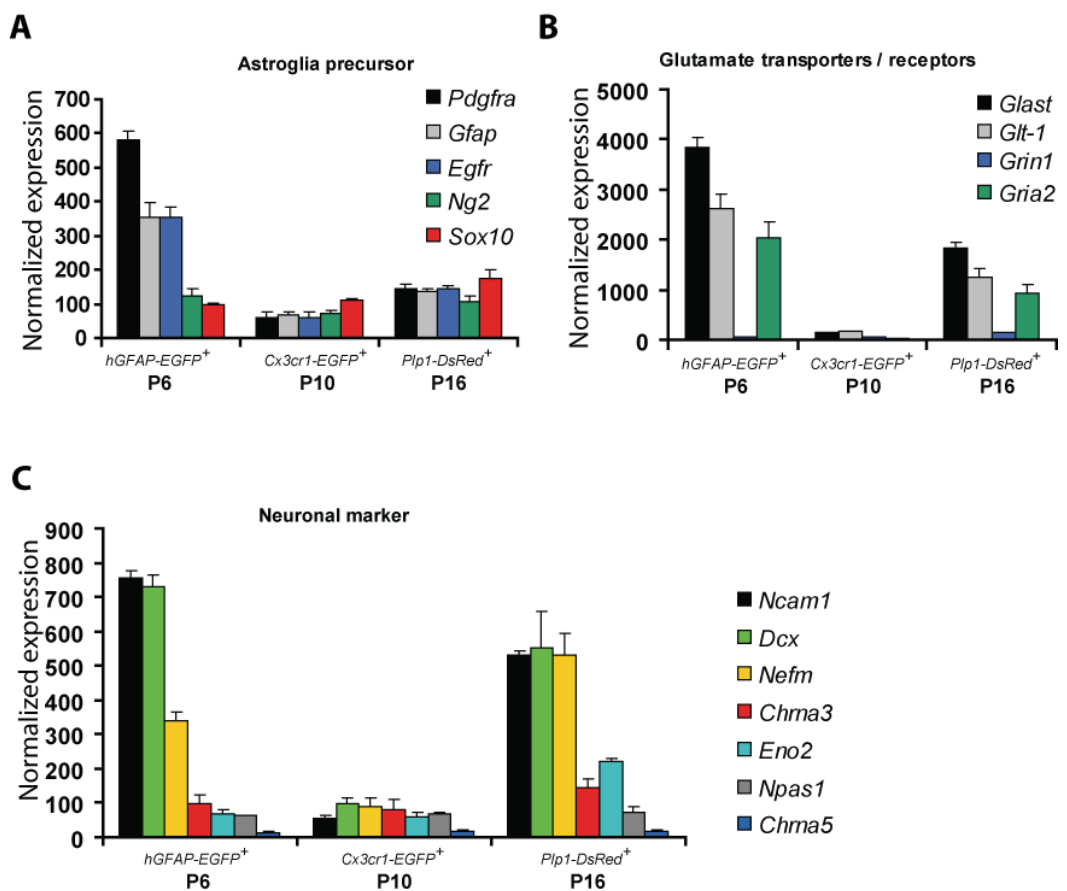 A
Astroglia precursor
Normalized expression
700
600
500
400
300
200
100
0
Pdgfra
Gfap
Egfr
Ng2
Sox10
hGFAP-EGFP+
P6
Cx3cr1-EGFP+
P10
Plp1-DsRed+
P16
B
Glutamate transporters / receptors
Normalized expression
5000
4000
3000
2000
1000
0
Glast
Glt-1
Grin1
Gria2
hGFAP-EGFP+
P6
Cx3cr1-EGFP+
P10
Plp1-DsRed+
P16
C
Neuronal marker
Normalized expression
900
800
700
600
500
400
300
200
100
0
Ncam1
Dcx
Nefm
Chrna3
Eno2
Npas1
Chrna5
hGFAP-EGFP+
P6
Cx3cr1-EGFP+
P10
Plp1-DsRed+
P16